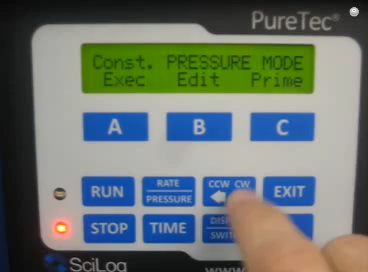 PureTec®
Const. PRESSURE MODE
Exec Edit Prime
A B C
RUN RATE PRESSURE CCW CW EXIT
STOP TIME
SciLog